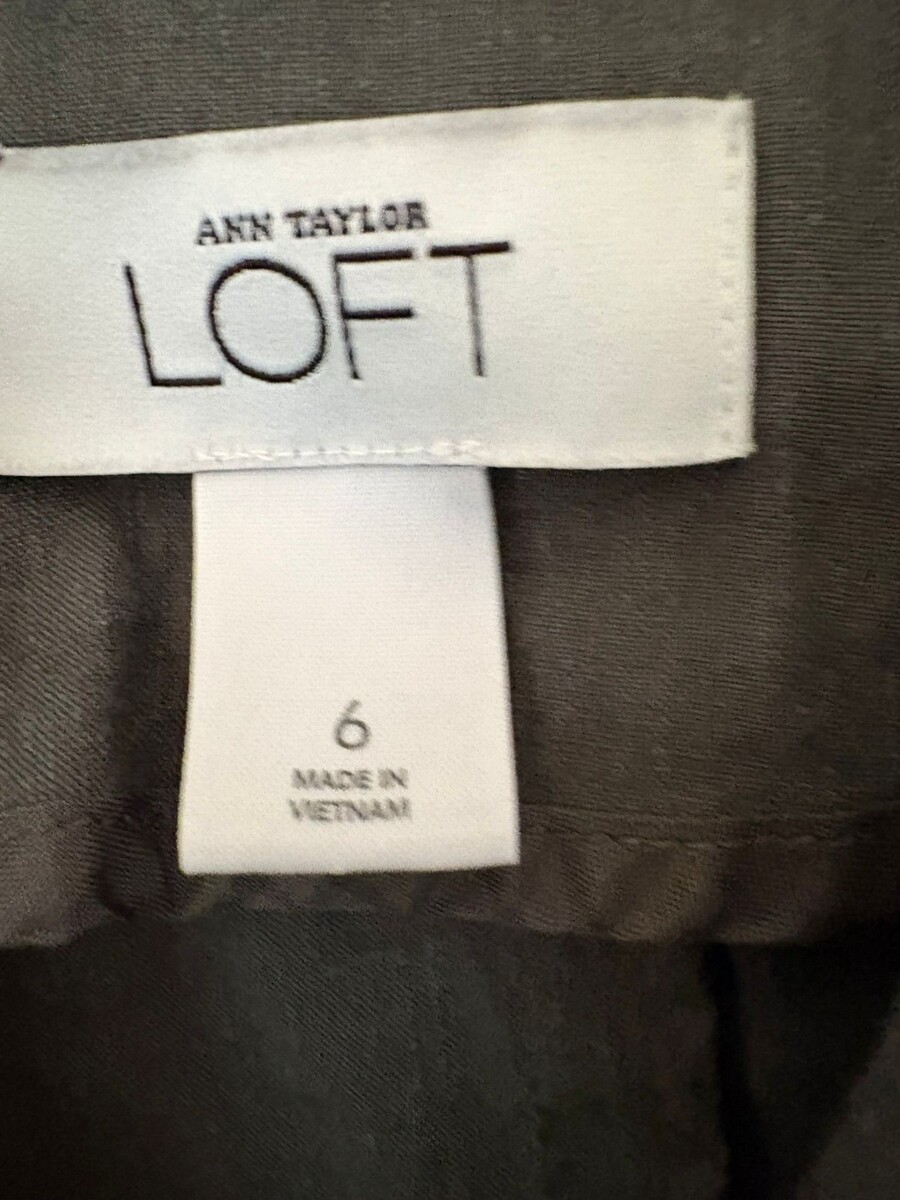 ANN TAYLOR
LOFT
6
MADE IN
VIETNAM